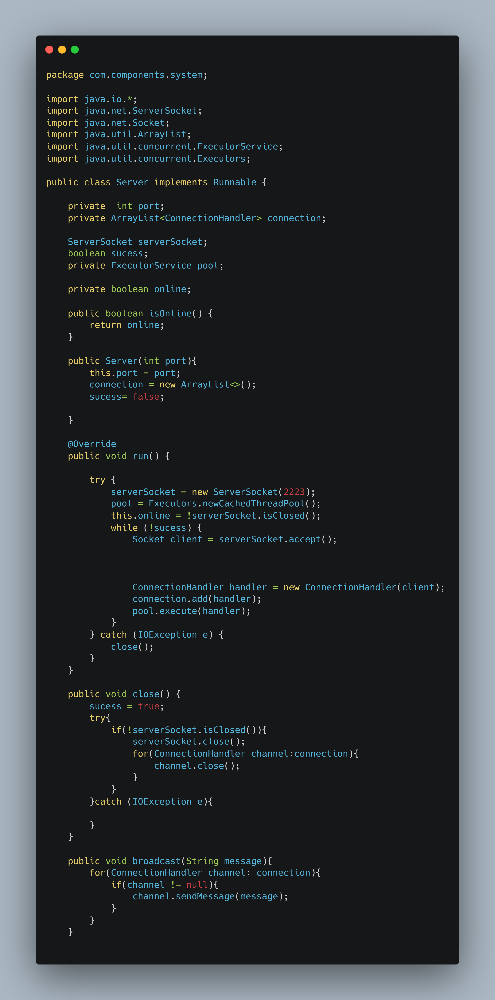 package com.components.system;

import java.io.*;
import java.net.ServerSocket;
import java.net.Socket;
import java.util.ArrayList;
import java.util.concurrent.ExecutorService;
import java.util.concurrent.Executors;

public class Server implements Runnable {

    private  int port;
    private ArrayList<ConnectionHandler> connection;

    ServerSocket serverSocket;
    boolean sucess;
    private ExecutorService pool;

    private boolean online;

    public boolean isOnline() {
        return online;
    }

    public Server(int port){
        this.port = port;
        connection = new ArrayList<>();
        sucess= false;

    }

    @Override
    public void run() {

        try {
            serverSocket = new ServerSocket(2223);
            pool = Executors.newCachedThreadPool();
            this.online = !serverSocket.isClosed();
            while (!sucess) {
                Socket client = serverSocket.accept();



                ConnectionHandler handler = new ConnectionHandler(client);
                connection.add(handler);
                pool.execute(handler);
            }
        } catch (IOException e) {
            close();
        }
    }

    public void close() {
        sucess = true;
        try{
            if(!serverSocket.isClosed()){
                serverSocket.close();
                for(ConnectionHandler channel:connection){
                    channel.close();
                }
            }
        }catch (IOException e){

        }
    }

    public void broadcast(String message){
        for(ConnectionHandler channel: connection){
            if(channel != null){
                channel.sendMessage(message);
            }
        }
    }